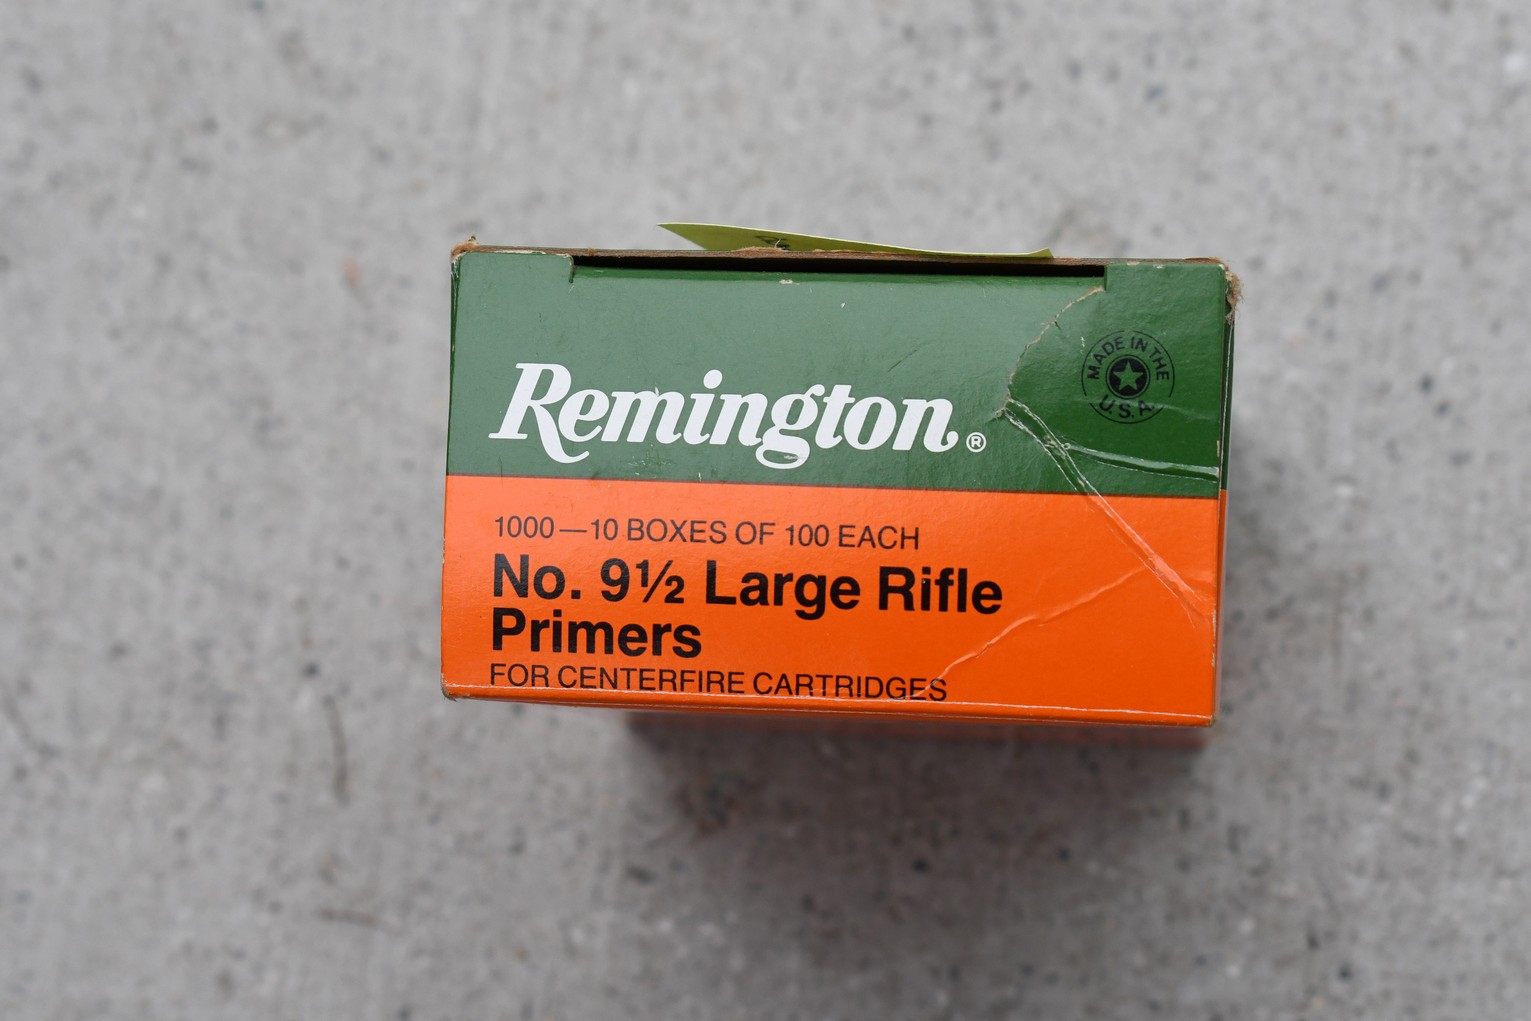 Remington®
MADE IN THE
U.S.A
1000—10 BOXES OF 100 EACH
No. 9½ Large Rifle
Primers
FOR CENTERFIRE CARTRIDGES